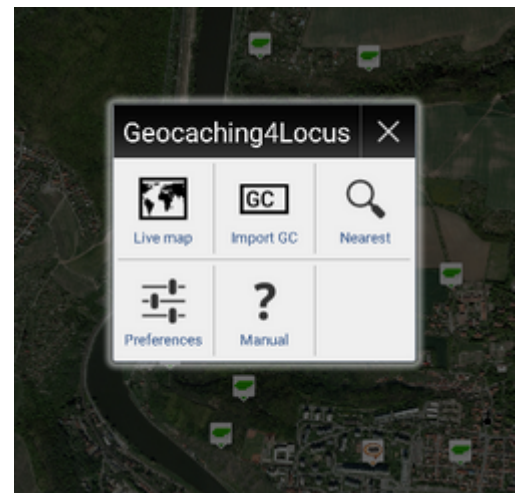 Geocaching4Locus
GC
Live map
Import GC
Nearest
?
Preferences
Manual